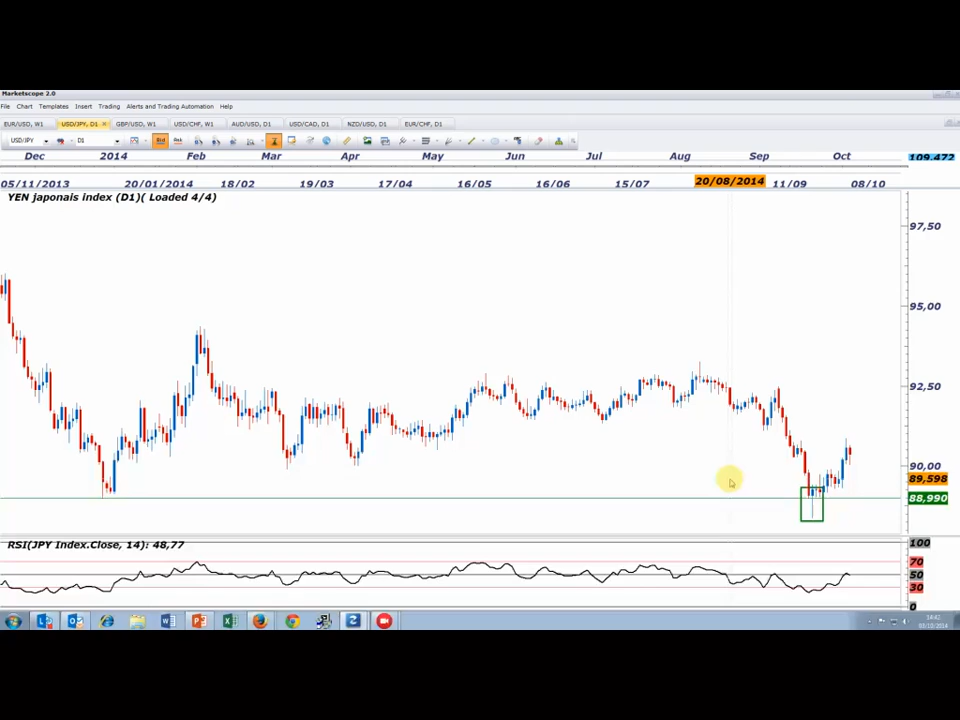 Marketscope 2.0
File Chart Templates Insert Trading Alerts and Trading Automation Help
EUR/USD, W1 USD/JPY, D1 × GBP/USD, W1 USD/CHF, W1 AUD/USD, D1 USD/CAD, D1 NZD/USD, D1 EUR/CHF, D1
USD/JPY D1 Bid Ask
Dec 2014 Feb Mar Apr May Jun Jul Aug Sep Oct 109,472
05/11/2013 20/01/2014 18/02 19/03 17/04 16/05 16/06 15/07 20/08/2014 11/09 08/10
YEN japonais index (D1)( Loaded 4/4)
97,50
95,00
92,50
90,00
89,598
88,990
RSI(JPY Index.Close, 14): 48,77
100
70
50
30
0
14:42